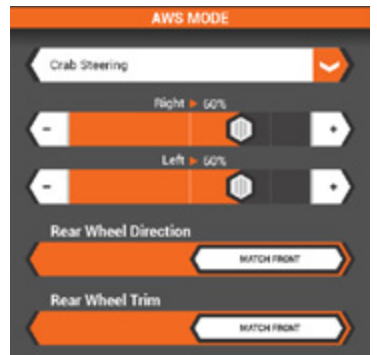 AWS MODE
Crab Steering
Right ▸ 60%
- +
Left ▸ 60%
- +
Rear Wheel Direction
MATCH FRONT
Rear Wheel Trim
MATCH FRONT